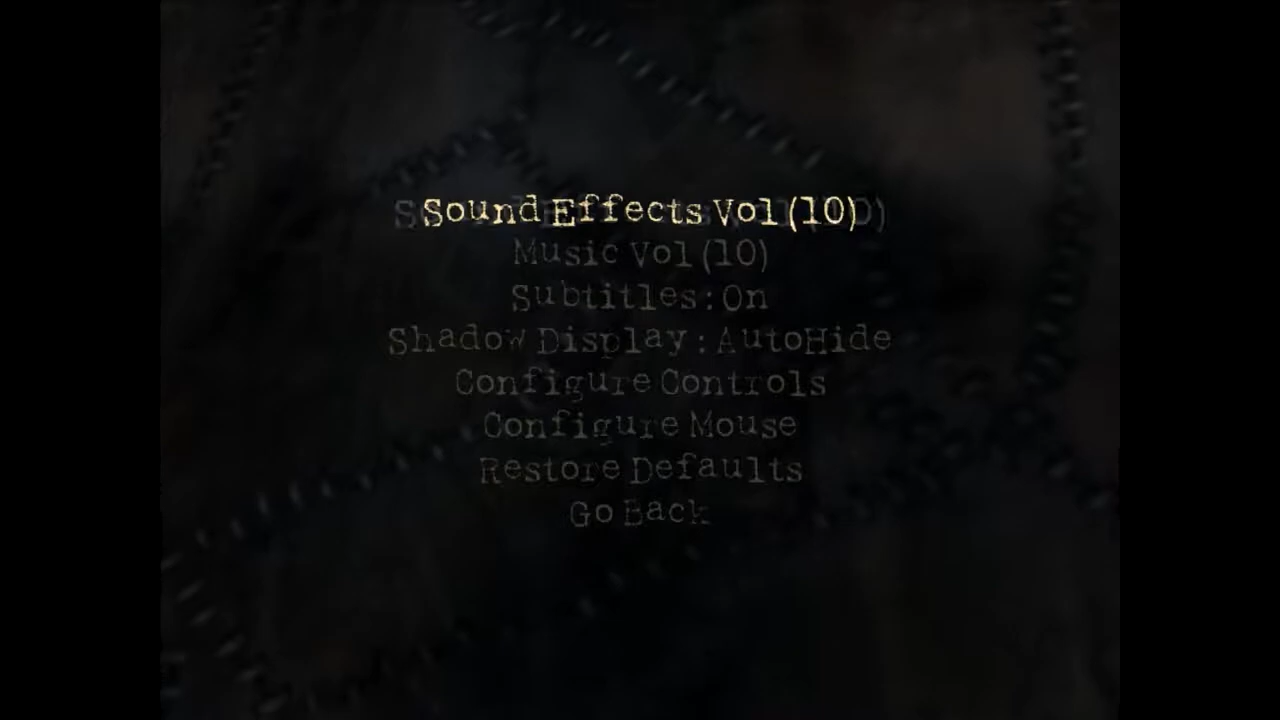 Sound Effects Vol (10)
Music Vol (10)
Subtitles: On
Shadow Display: AutoHide
Configure Controls
Configure Mouse
Restore Defaults
Go Back